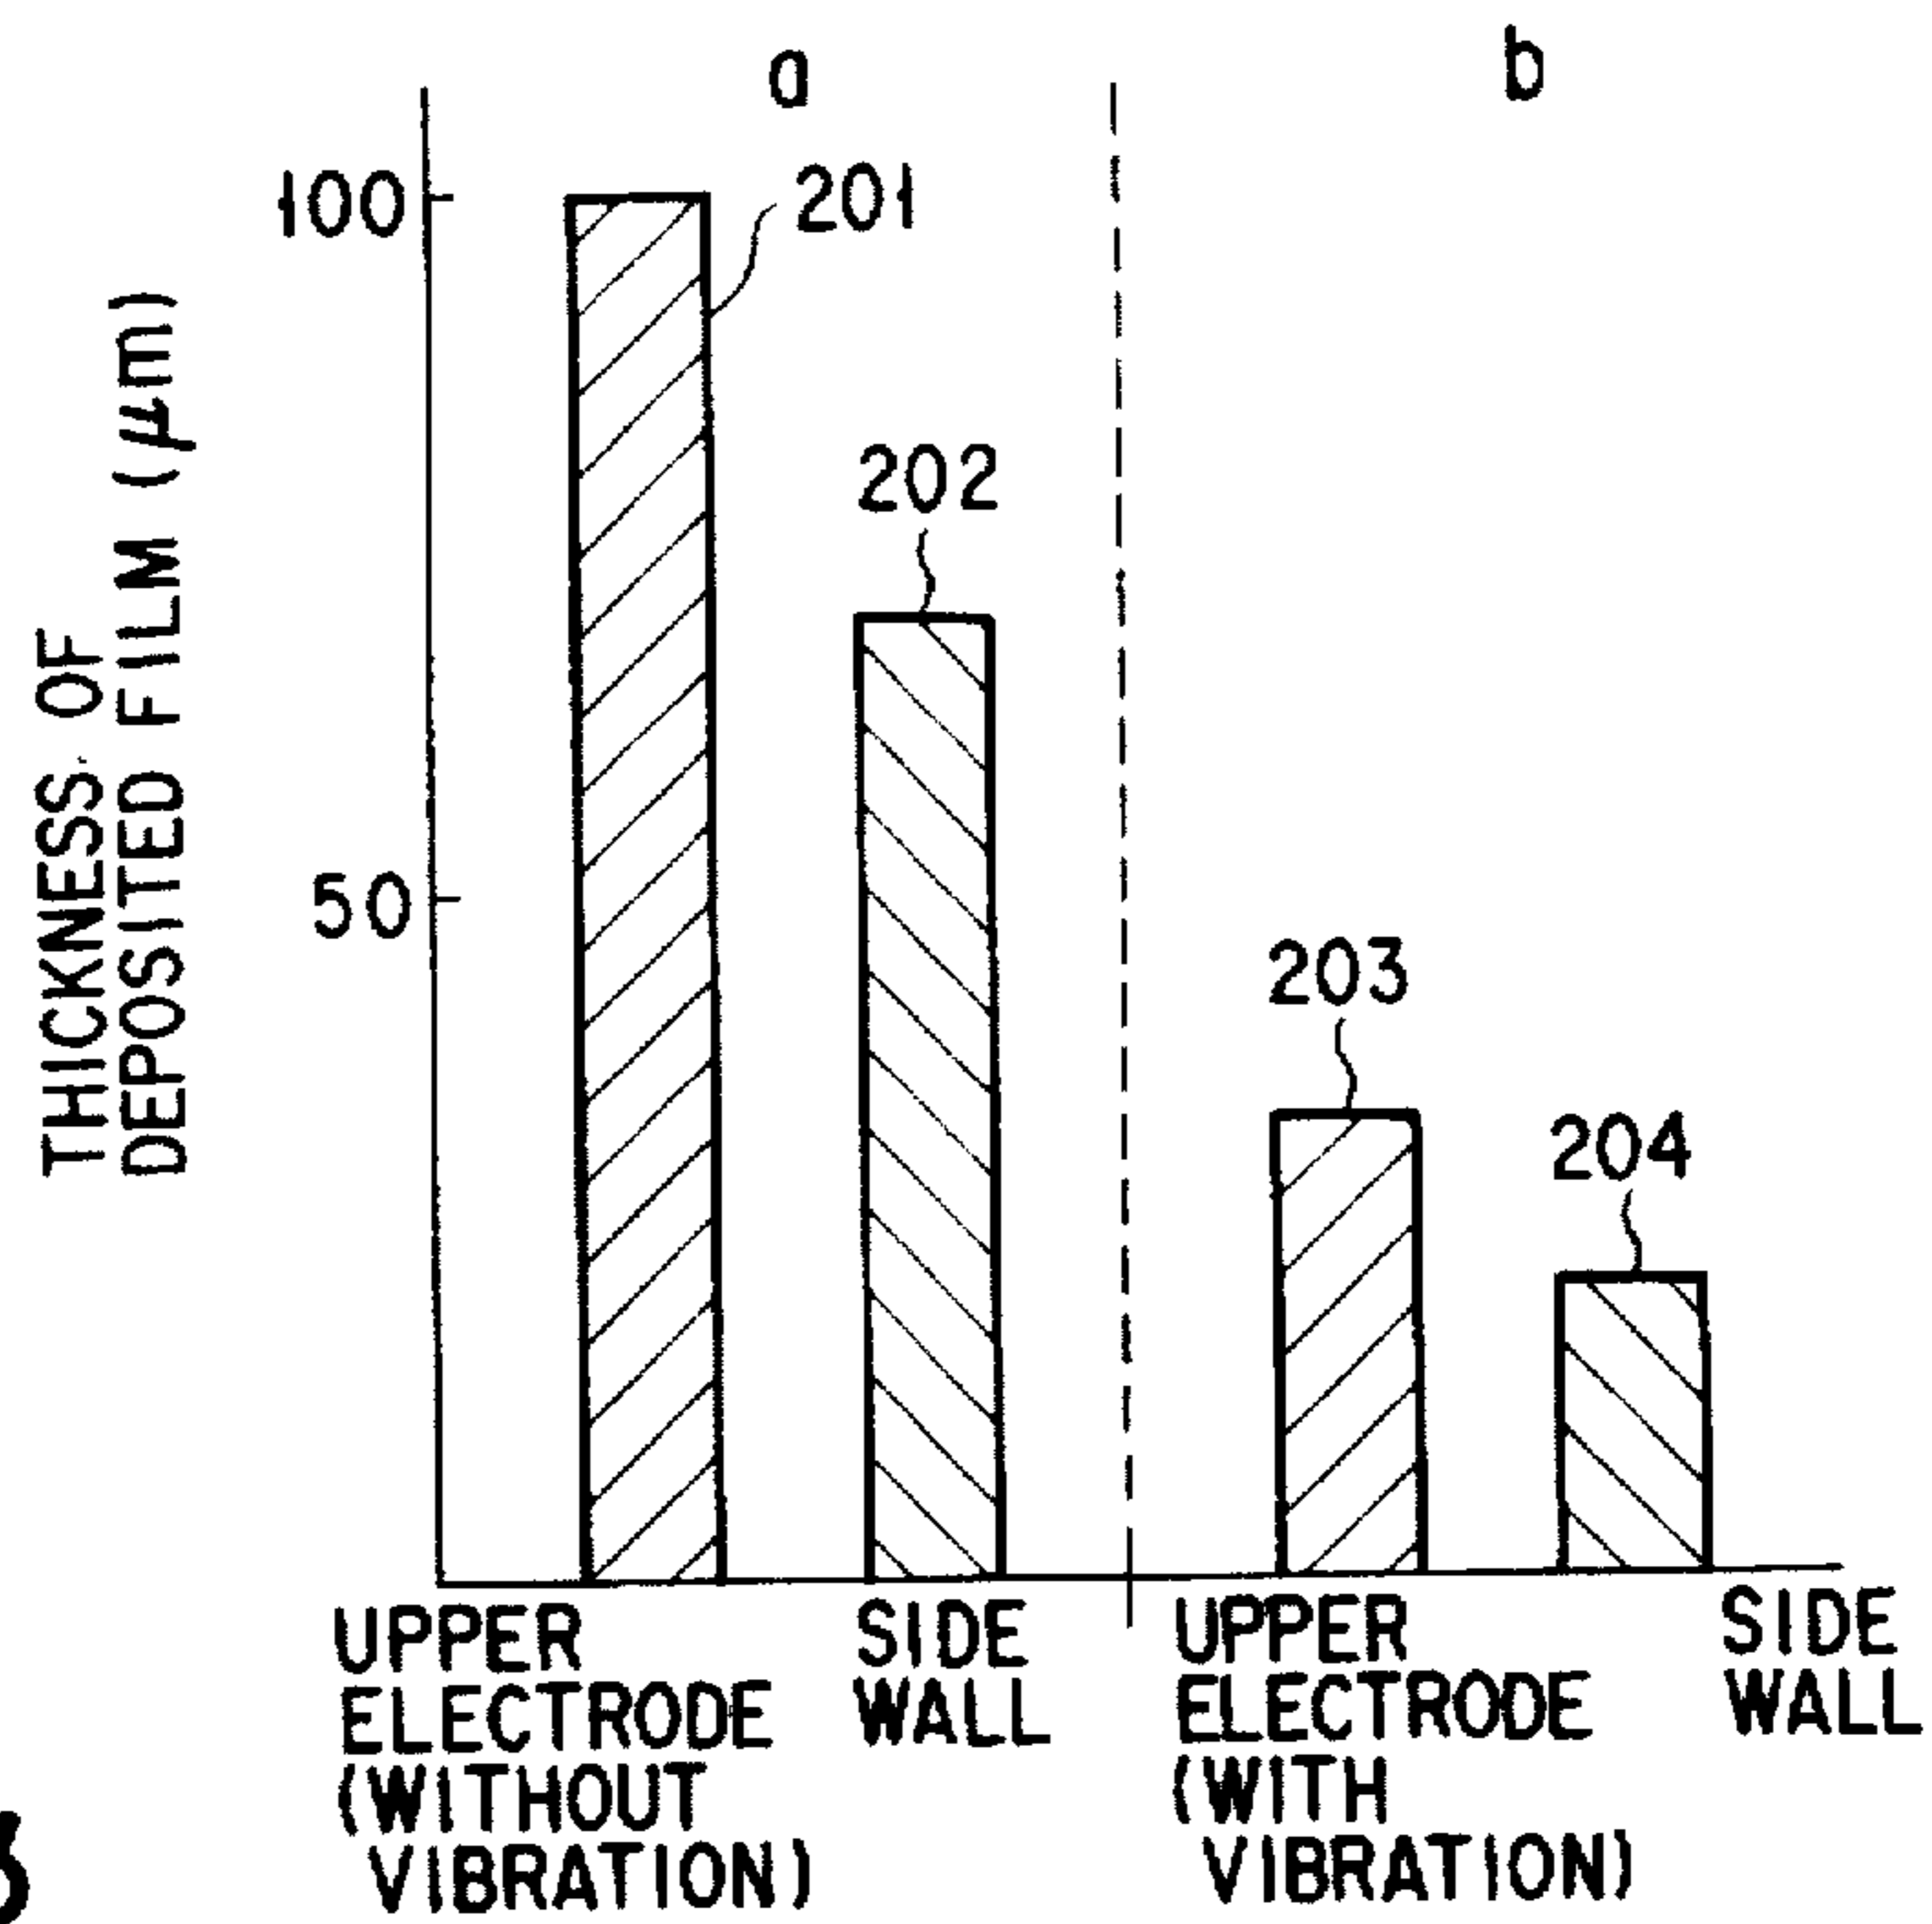 a
b
100
201
202
THICKNESS OF
DEPOSITED FILM (μm)
50
203
204
UPPER
ELECTRODE
(WITHOUT
VIBRATION)
SIDE
WALL
UPPER
ELECTRODE
(WITH
VIBRATION)
SIDE
WALL